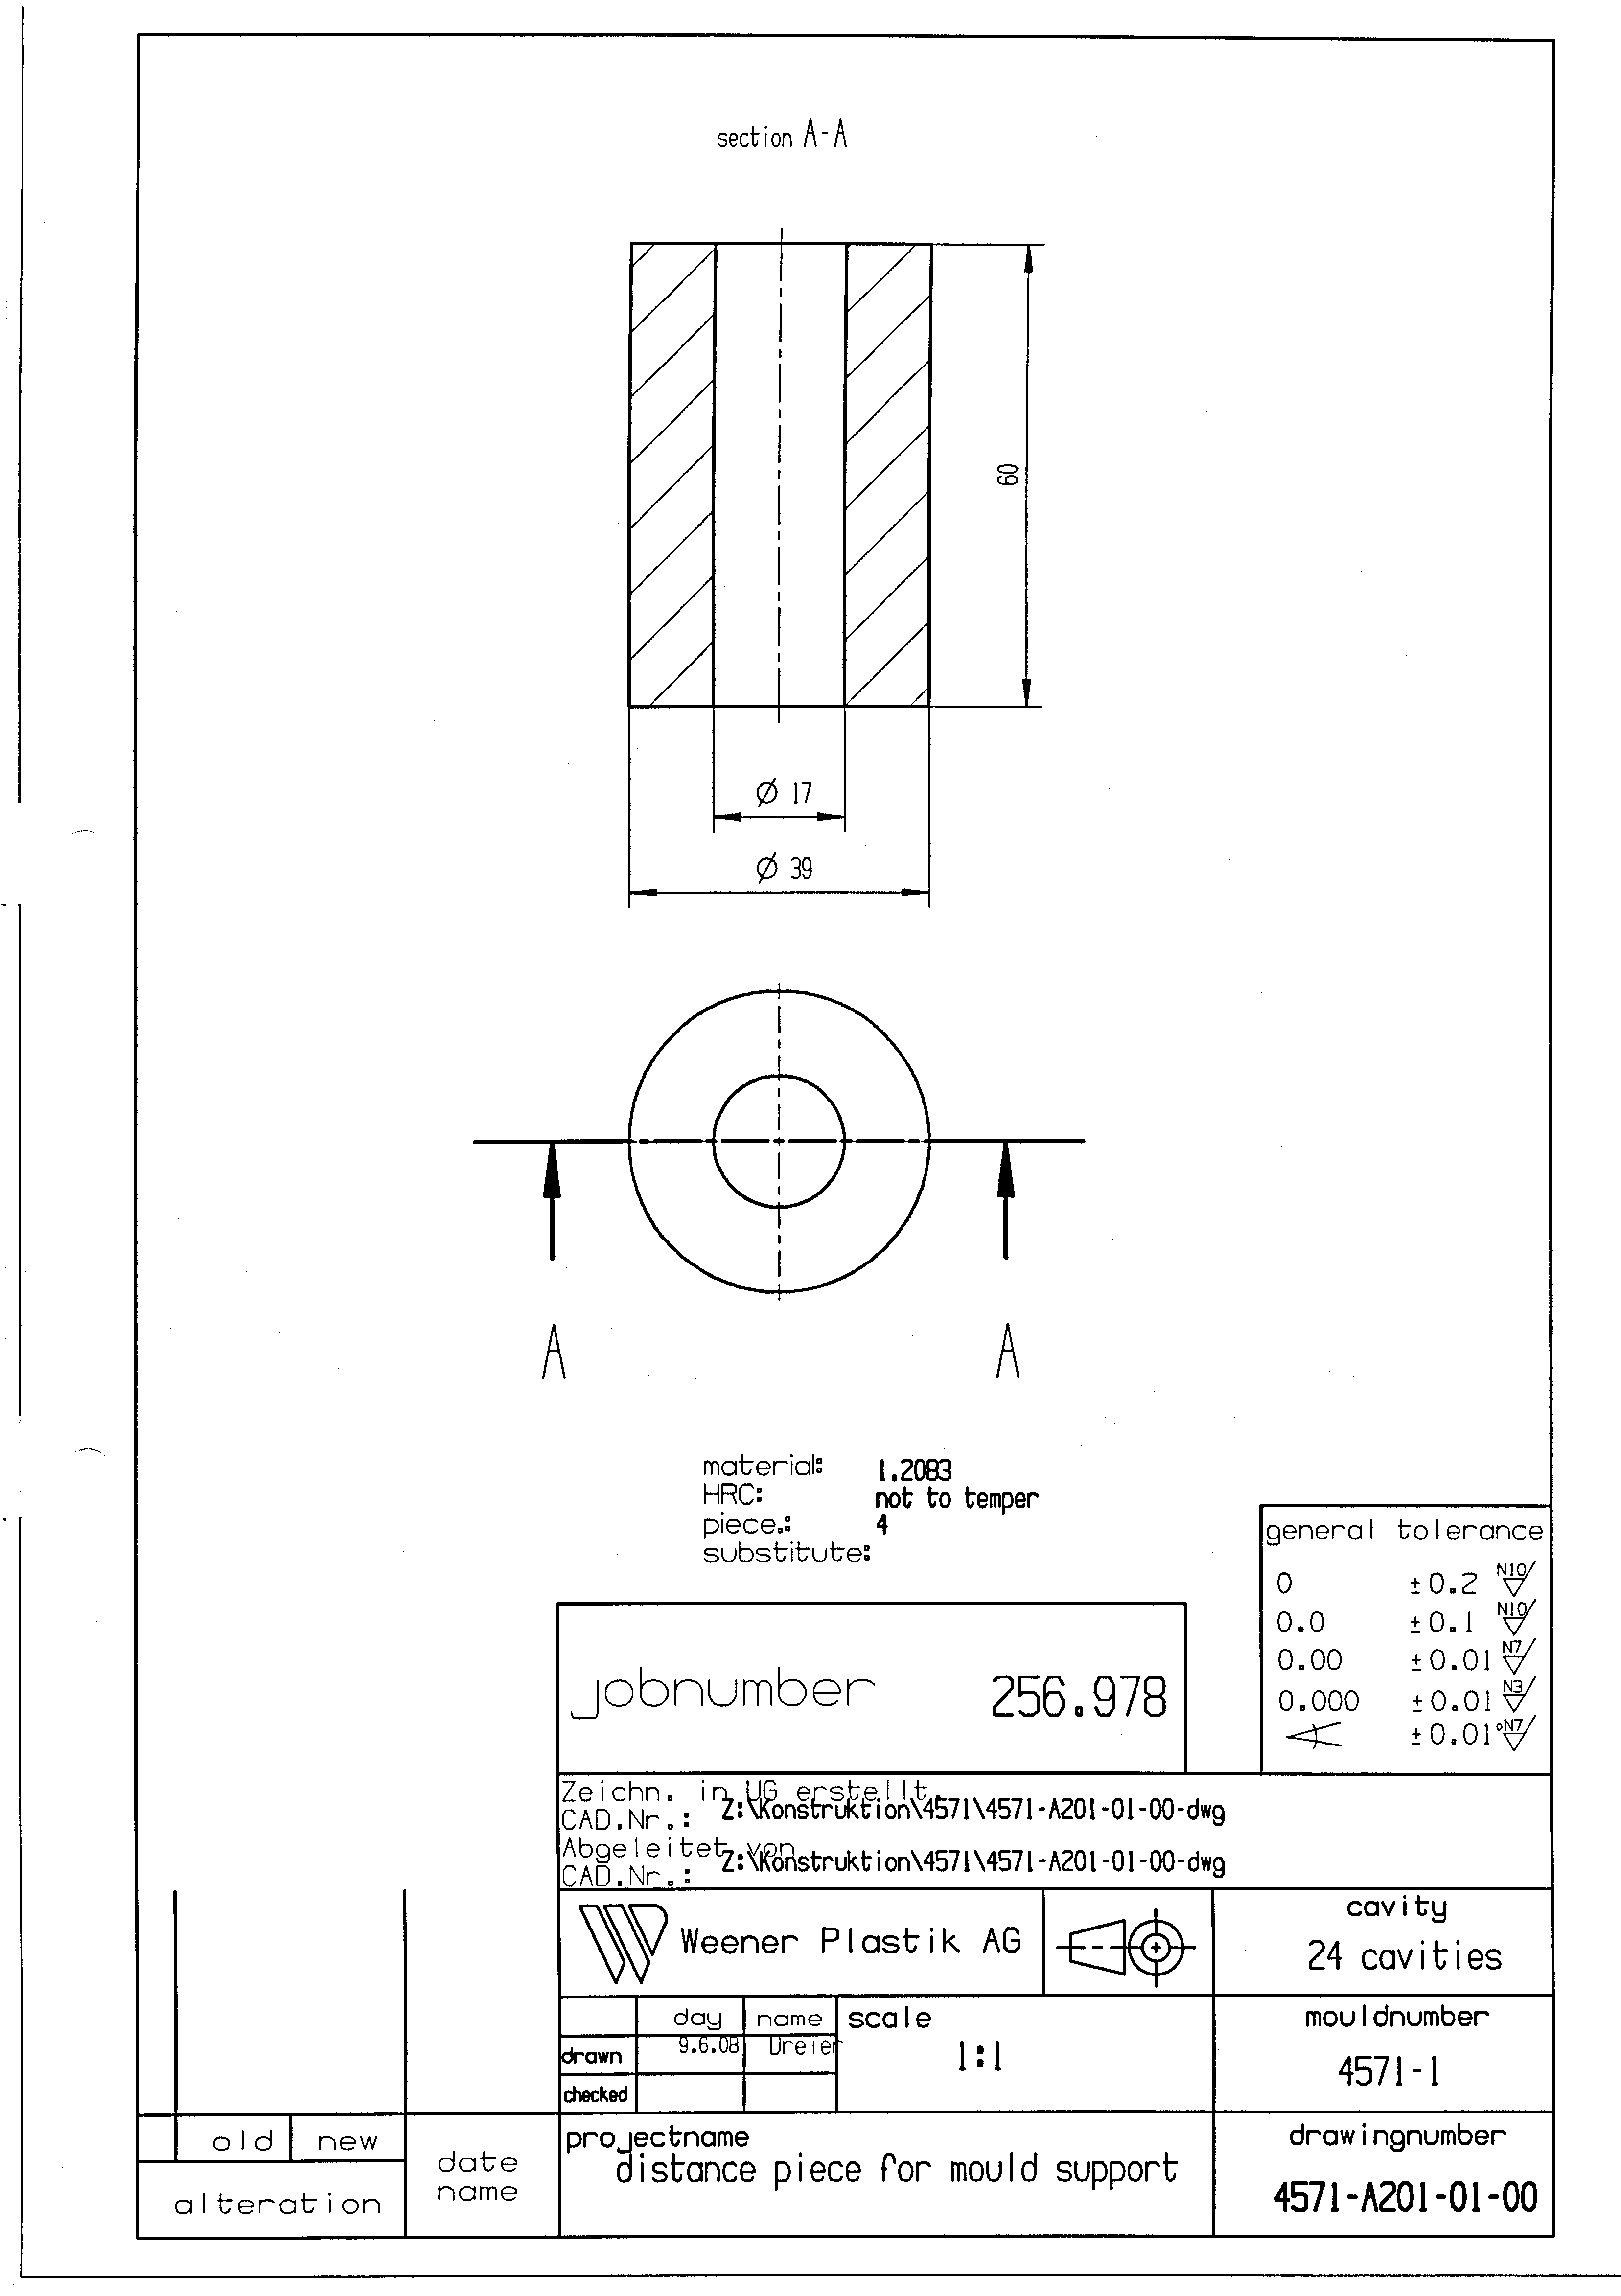 section A-A
60
Ø 17
Ø 39
A A
material: 1.2083
HRC: not to temper
piece.: 4
substitute:
general tolerance
0 ±0.2 N10
0.0 ±0.1 N10
0.00 ±0.01 N7
0.000 ±0.01 N3
∢ ±0.01° N7
jobnumber 256.978
Zeichn. in UG erstellt
CAD.Nr.: Z:\Konstruktion\4571\4571-A201-01-00-dwg
Abgeleitet von
CAD.Nr.: Z:\Konstruktion\4571\4571-A201-01-00-dwg
Weener Plastik AG
cavity
24 cavities
day name
drawn 9.6.08 Dreier
checked
scale
1:1
mouldnumber
4571-1
old new
alteration
date
name
projectname
distance piece for mould support
drawingnumber
4571-A201-01-00